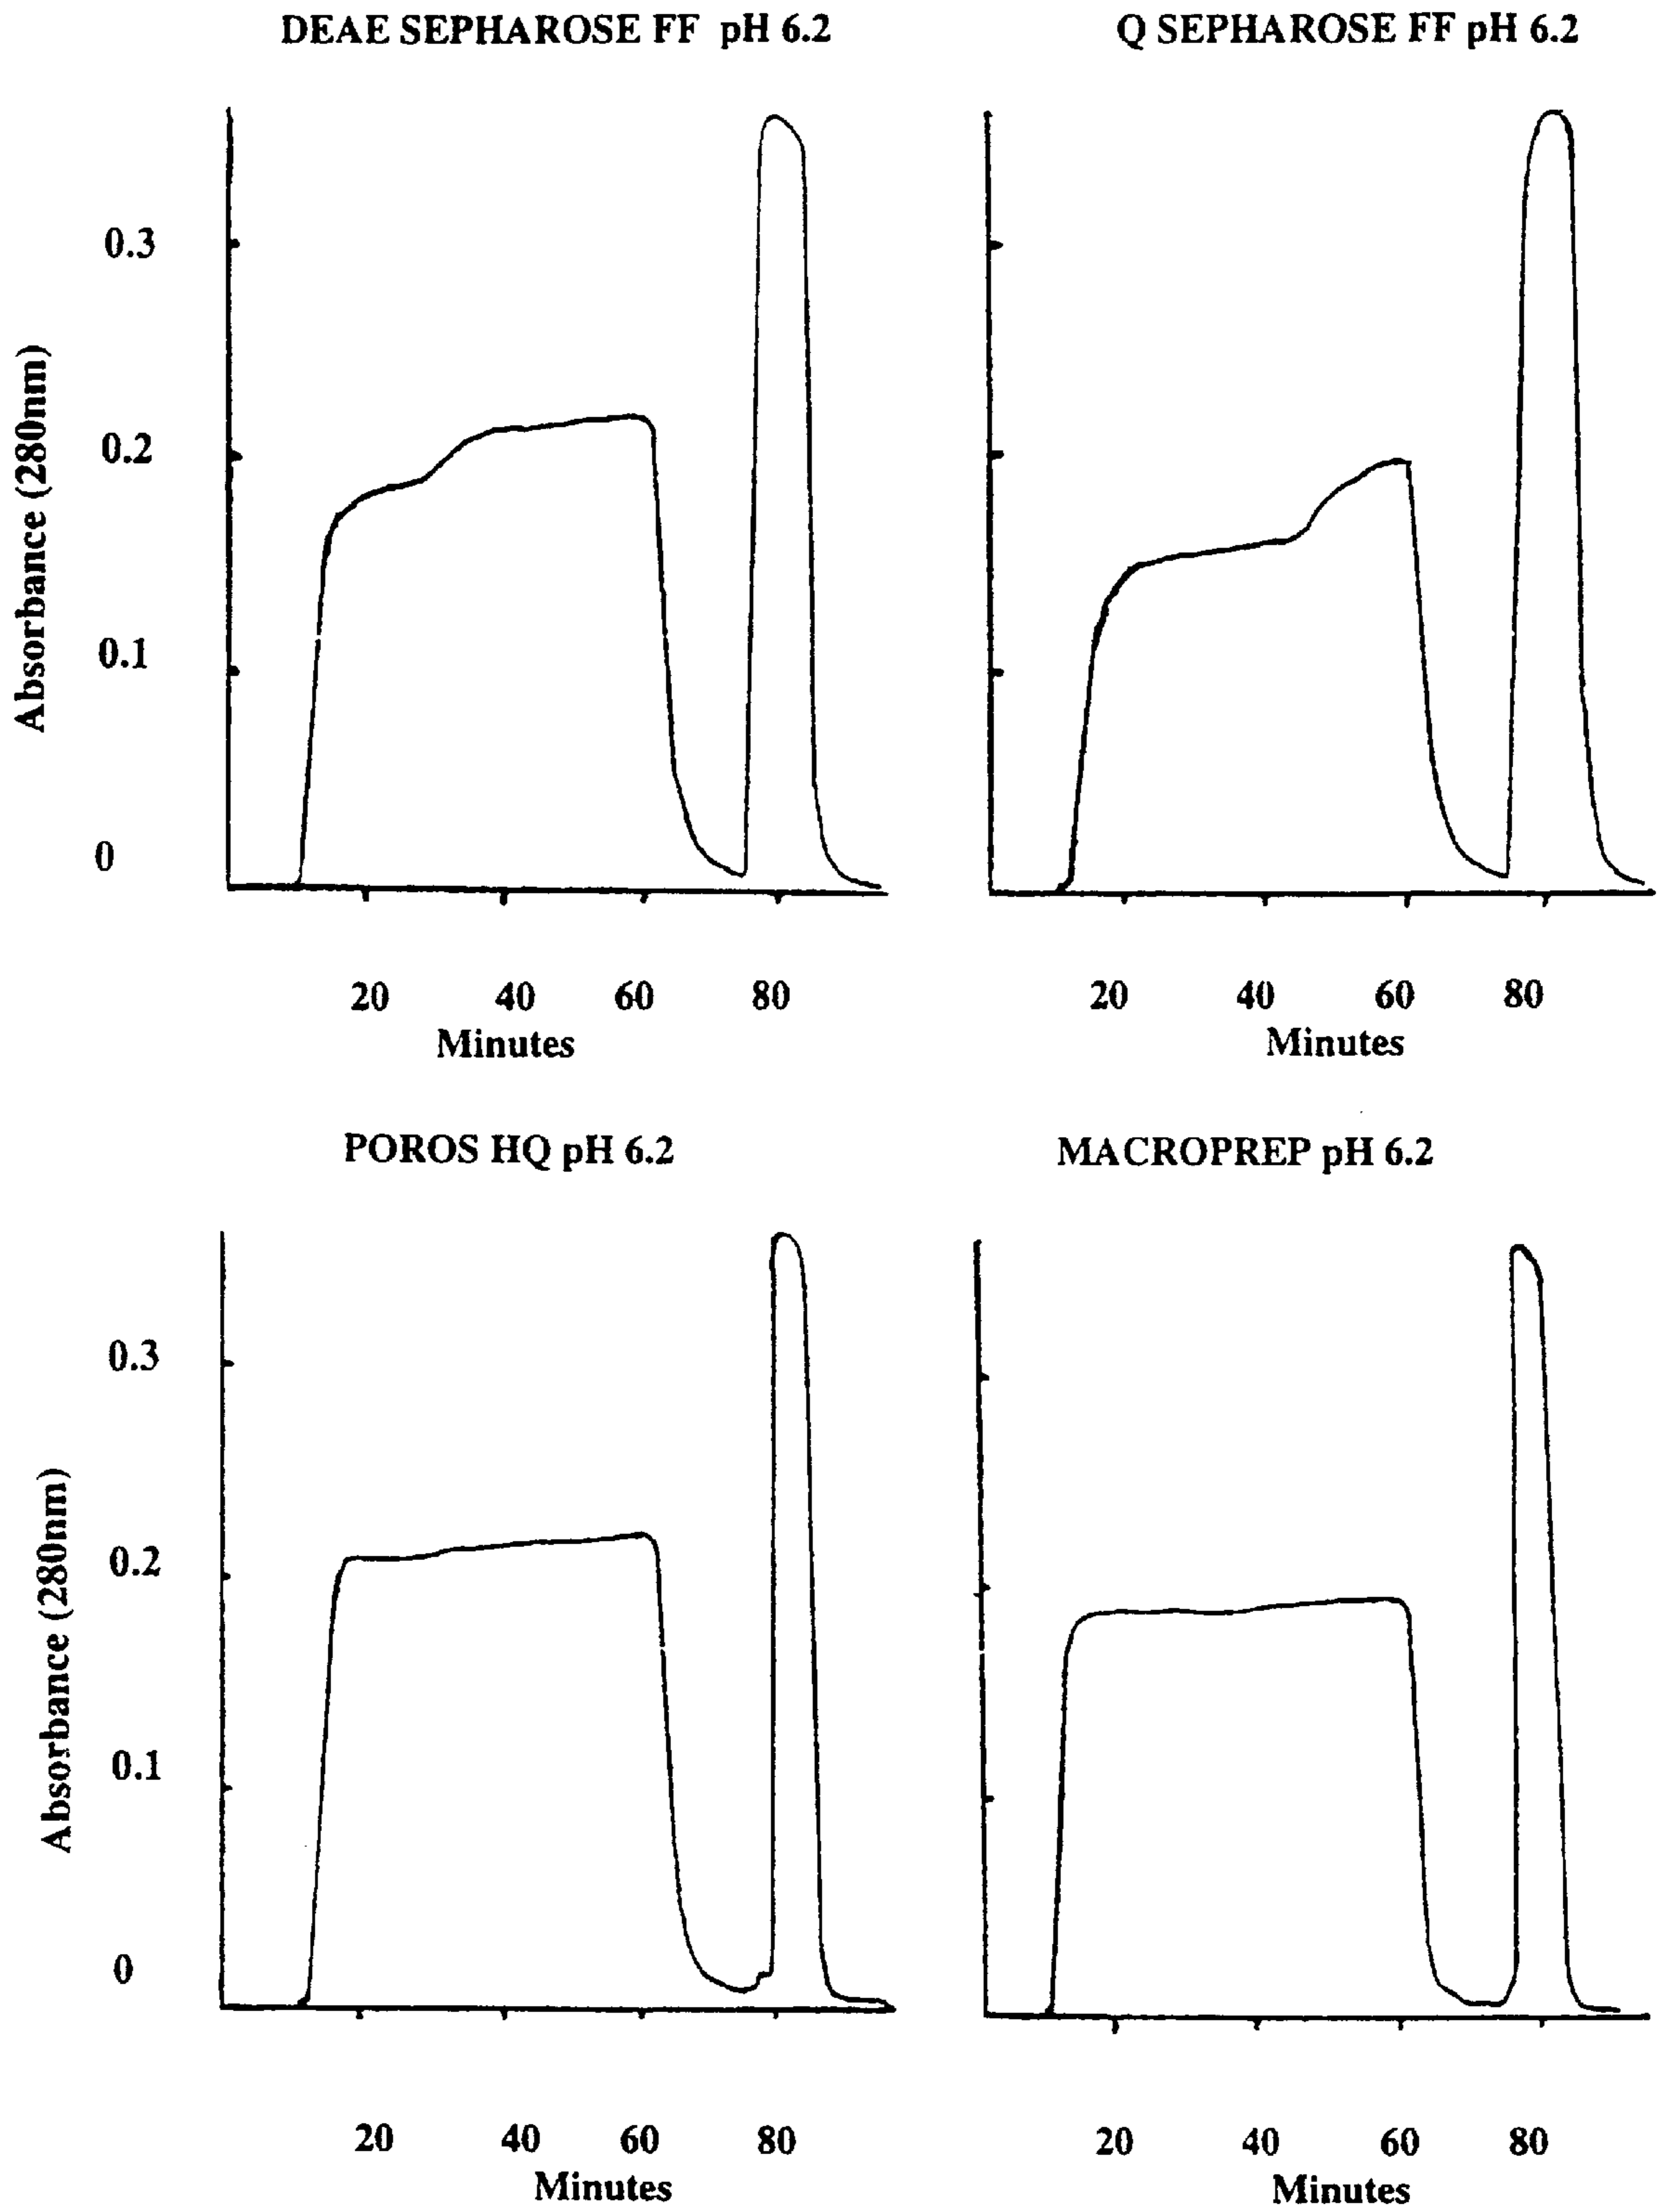 DEAE SEPHAROSE FF pH 6.2
Q SEPHAROSE FF pH 6.2
Absorbance (280nm)
0.3
0.2
0.1
0
20 40 60 80
Minutes
20 40 60 80
Minutes
POROS HQ pH 6.2
MACROPREP pH 6.2
Absorbance (280nm)
0.3
0.2
0.1
0
20 40 60 80
Minutes
20 40 60 80
Minutes